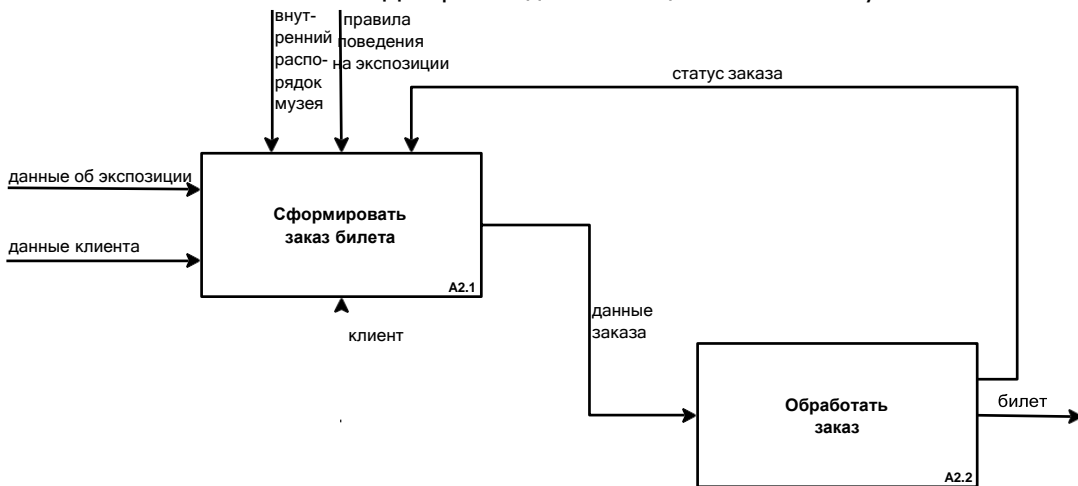 внут-
ренний
распо-
рядок
музея
правила
поведения
на экспозиции
статус заказа
данные об экспозиции
Сформировать
заказ билета
данные клиента
A2.1
клиент
данные
заказа
Обработать
заказ
билет
A2.2